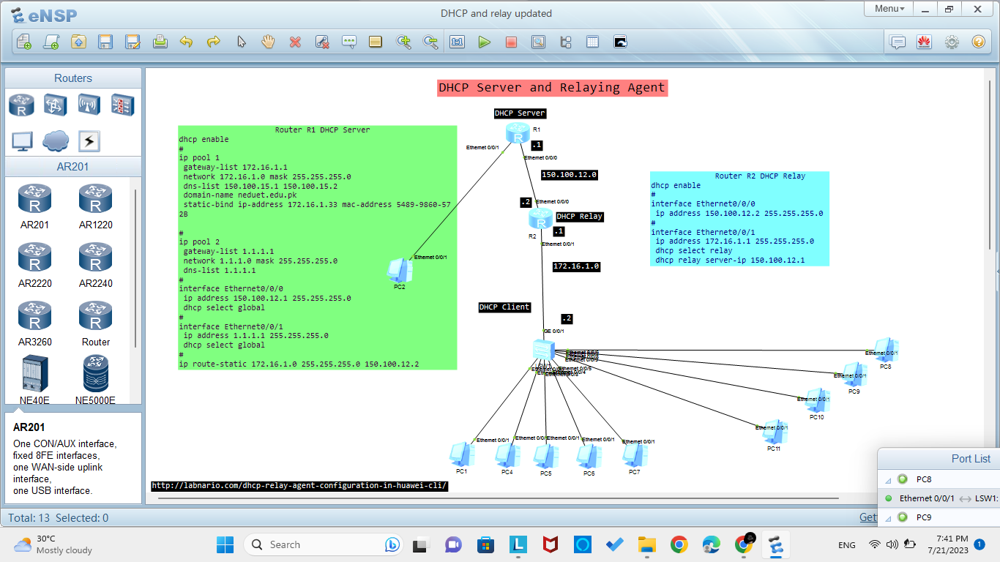 eNSP
DHCP and relay updated
Menu
Routers
AR201
AR201
AR1220
AR2220
AR2240
AR3260
Router
NE40E
NE5000E
AR201
One CON/AUX interface,
fixed 8FE interfaces,
one WAN-side uplink
interface,
one USB interface.
DHCP Server and Relaying Agent
DHCP Server
R1
.1
Ethernet 0/0/1
Ethernet 0/0/0
150.100.12.0
.2
Ethernet 0/0/0
DHCP Relay
R2
.1
Ethernet 0/0/1
172.16.1.0
Router R1 DHCP Server
dhcp enable
#
ip pool 1
gateway-list 172.16.1.1
network 172.16.1.0 mask 255.255.255.0
dns-list 150.100.15.1 150.100.15.2
domain-name neduet.edu.pk
static-bind ip-address 172.16.1.33 mac-address 5489-9860-57
2B
#
ip pool 2
gateway-list 1.1.1.1
network 1.1.1.0 mask 255.255.255.0
dns-list 1.1.1.1
#
interface Ethernet0/0/0
ip address 150.100.12.1 255.255.255.0
dhcp select global
#
interface Ethernet0/0/1
ip address 1.1.1.1 255.255.255.0
dhcp select global
#
ip route-static 172.16.1.0 255.255.255.0 150.100.12.2
Ethernet 0/0/1
PC2
Router R2 DHCP Relay
dhcp enable
#
interface Ethernet0/0/0
ip address 150.100.12.2 255.255.255.0
#
interface Ethernet0/0/1
ip address 172.16.1.1 255.255.255.0
dhcp select relay
dhcp relay server-ip 150.100.12.1
DHCP Client
.2
GE 0/0/1
LSW1
Ethernet 0/0/1
PC8
Ethernet 0/0/1
PC9
Ethernet 0/0/1
PC10
Ethernet 0/0/1
PC11
Ethernet 0/0/1
Ethernet 0/0/1
Ethernet 0/0/1
Ethernet 0/0/1
Ethernet 0/0/1
PC1
PC4
PC5
PC6
PC7
http://labnario.com/dhcp-relay-agent-configuration-in-huawei-cli/
Port List
PC8
Ethernet 0/0/1
LSW1:
PC9
Total: 13 Selected: 0
Get
30°C
Mostly cloudy
Search
ENG
7:41 PM
7/21/2023
1